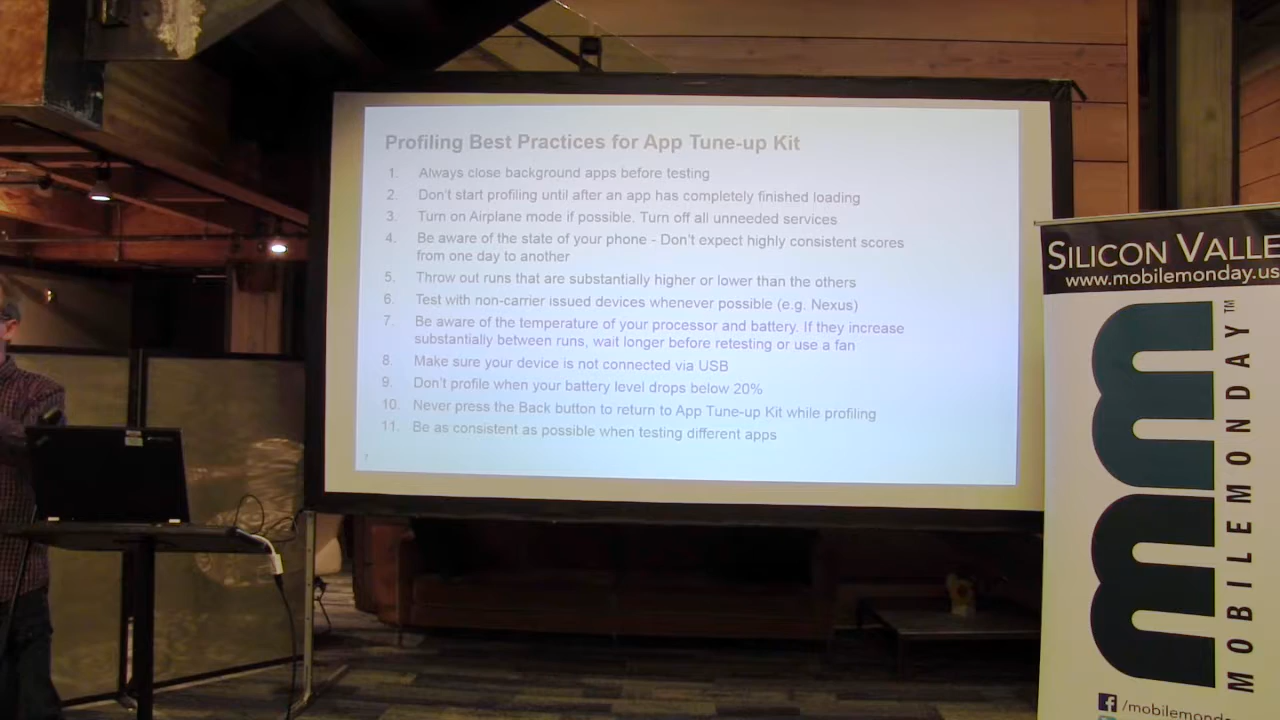 Profiling Best Practices for App Tune-up Kit
1. Always close background apps before testing
2. Don't start profiling until after an app has completely finished loading
3. Turn on Airplane mode if possible. Turn off all unneeded services
4. Be aware of the state of your phone - Don't expect highly consistent scores
from one day to another
5. Throw out runs that are substantially higher or lower than the others
6. Test with non-carrier issued devices whenever possible (e.g. Nexus)
7. Be aware of the temperature of your processor and battery. If they increase
substantially between runs, wait longer before retesting or use a fan
8. Make sure your device is not connected via USB
9. Don't profile when your battery level drops below 20%
10. Never press the Back button to return to App Tune-up Kit while profiling
11. Be as consistent as possible when testing different apps
7
SILICON VALLE
www.mobilemonday.us
MOBILEMONDAY™
/mobilemonda